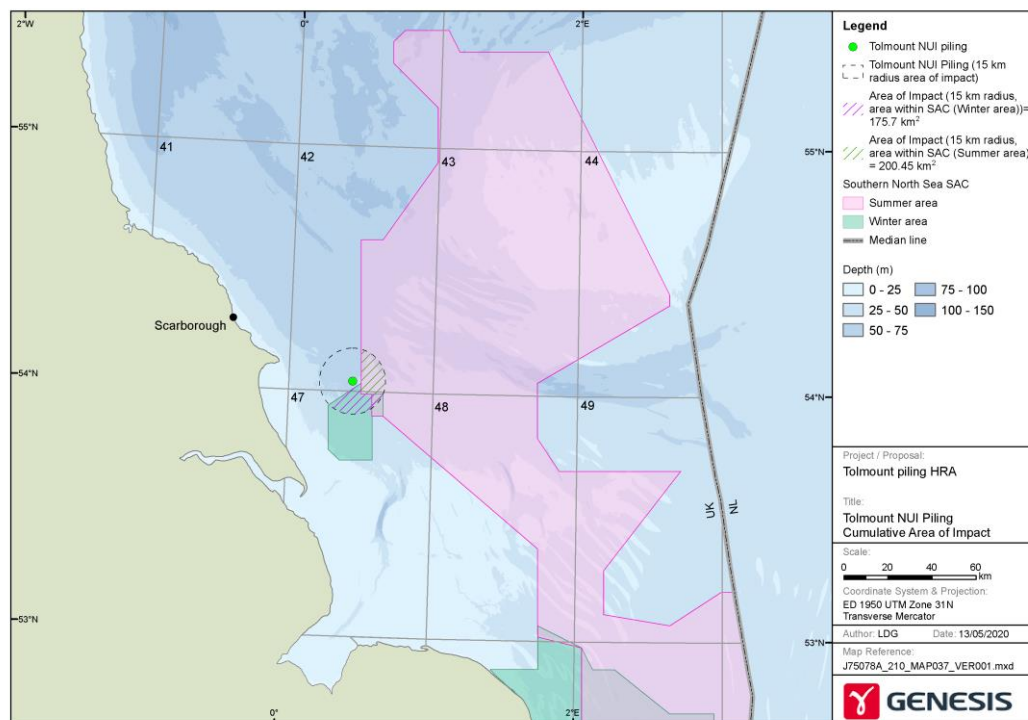 2°W
0°
2°E
55°N
55°N
41
42
43
44
Scarborough
54°N
54°N
47
48
49
UK
NL
53°N
53°N
0°
2°E
Legend
Tolmount NUI piling
Tolmount NUI Piling (15 km
radius area of impact)
Area of Impact (15 km radius,
area within SAC (Winter area))=
175.7 km²
Area of Impact (15 km radius,
area within SAC (Summer area)
= 200.45 km²
Southern North Sea SAC
Summer area
Winter area
Median line
Depth (m)
0 - 25
75 - 100
25 - 50
100 - 150
50 - 75
Project / Proposal:
Tolmount piling HRA
Title:
Tolmount NUI Piling
Cumulative Area of Impact
Scale:
0 20 40 60
km
Coordinate System & Projection:
ED 1950 UTM Zone 31N
Transverse Mercator
Author: LDG Date: 13/05/2020
Map Reference:
J75078A_210_MAP037_VER001.mxd
GENESIS